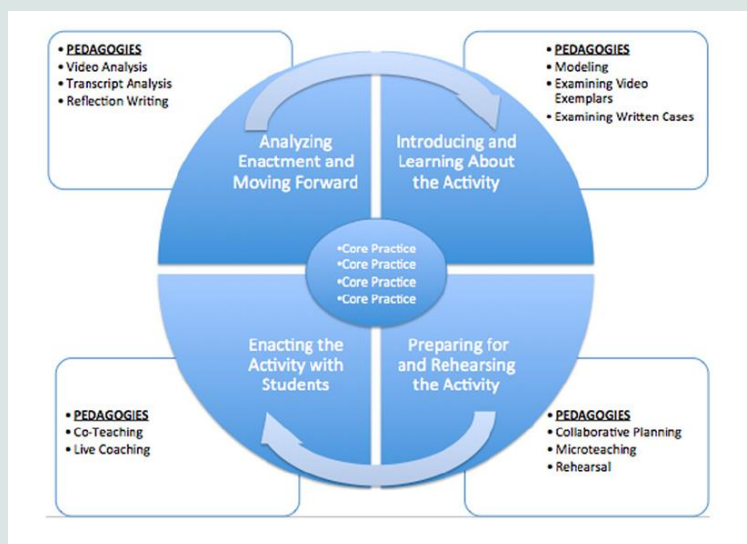 • PEDAGOGIES
• Video Analysis
• Transcript Analysis
• Reflection Writing
• PEDAGOGIES
• Modeling
• Examining Video
Exemplars
• Examining Written Cases
Analyzing
Enactment and
Moving Forward
Introducing and
Learning About
the Activity
•Core Practice
•Core Practice
•Core Practice
•Core Practice
Enacting the
Activity with
Students
Preparing for
and Rehearsing
the Activity
• PEDAGOGIES
• Co-Teaching
• Live Coaching
• PEDAGOGIES
• Collaborative Planning
• Microteaching
• Rehearsal